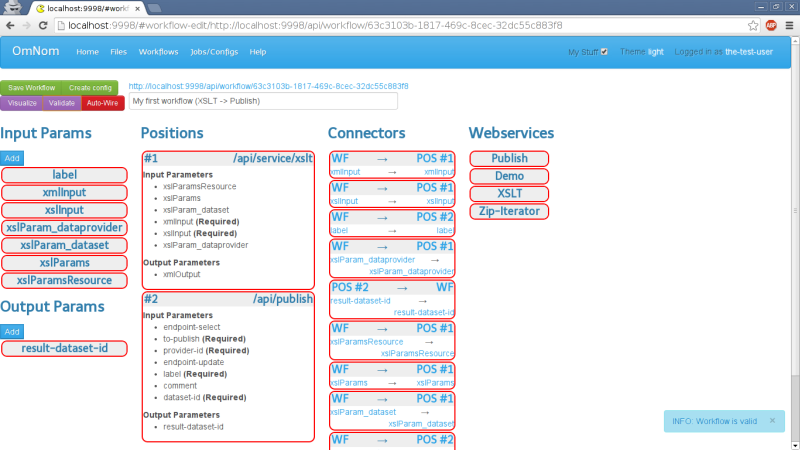 localhost:9998/#workflow-e
localhost:9998/#workflow-edit/http://localhost:9998/api/workflow/63c3103b-1817-469c-8cec-32dc55c883f8
ABP
OmNom Home Files Workflows Jobs/Configs Help My Stuff Theme light Logged in as the-test-user
Save Workflow Create config
Visualize Validate Auto-Wire
http://localhost:9998/api/workflow/63c3103b-1817-469c-8cec-32dc55c883f8
My first workflow (XSLT -> Publish)
Input Params
Add
label
xmlInput
xslInput
xslParam_dataprovider
xslParam_dataset
xslParams
xslParamsResource
Output Params
Add
result-dataset-id
Positions
#1 /api/service/xslt
Input Parameters
• xslParamsResource
• xslParams
• xslParam_dataset
• xmlInput (Required)
• xslInput (Required)
• xslParam_dataprovider
Output Parameters
• xmlOutput
#2 /api/publish
Input Parameters
• endpoint-select
• to-publish (Required)
• provider-id (Required)
• endpoint-update
• label (Required)
• comment
• dataset-id (Required)
Output Parameters
• result-dataset-id
Connectors
WF → POS #1
xmlInput → xmlInput
WF → POS #1
xslInput → xslInput
WF → POS #2
label → label
WF → POS #1
xslParam_dataprovider →
xslParam_dataprovider
POS #2 → WF
result-dataset-id →
result-dataset-id
WF → POS #1
xslParamsResource →
xslParamsResource
WF → POS #1
xslParams → xslParams
WF → POS #1
xslParam_dataset →
xslParam_dataset
WF → POS #2
Webservices
Publish
Demo
XSLT
Zip-Iterator
INFO: Workflow is valid ×